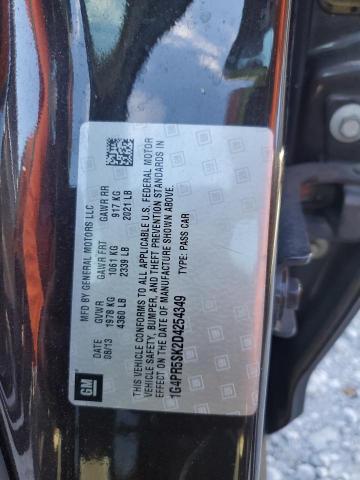 MFD BY GENERAL MOTORS LLC
DATE GVWR GAWR FRT GAWR RR
08/13 1978 KG 1061 KG 917 KG
4360 LB 2339 LB 2021 LB
THIS VEHICLE CONFORMS TO ALL APPLICABLE U.S. FEDERAL MOTOR
VEHICLE SAFETY, BUMPER, AND THEFT PREVENTION STANDARDS IN
EFFECT ON THE DATE OF MANUFACTURE SHOWN ABOVE.
1G4PR5SK2D4254349 TYPE: PASS CAR
GM